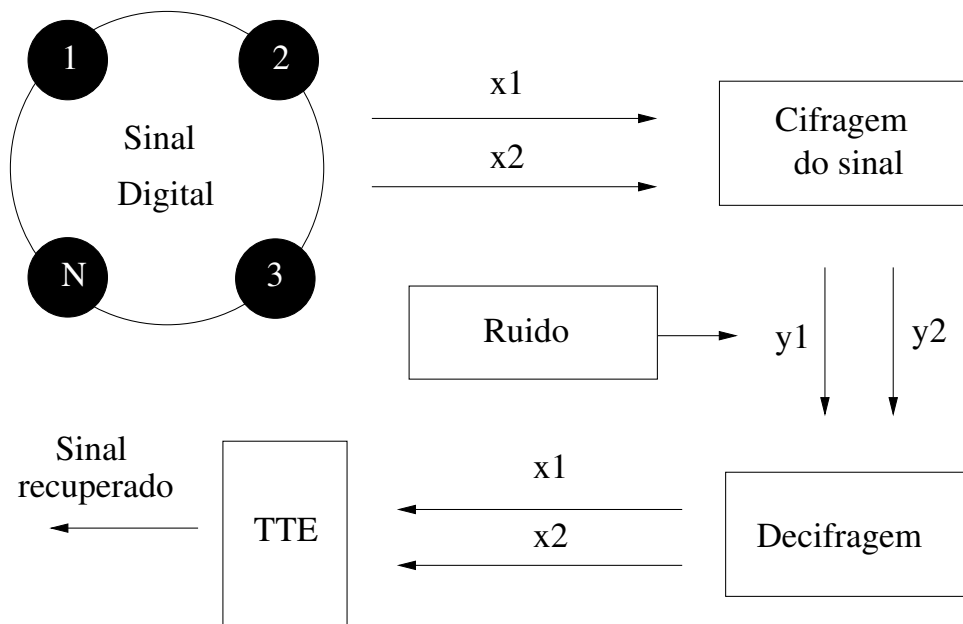 1
2
Sinal
Digital
N
3
x1
x2
Cifragem
do sinal
Ruido
y1
y2
Sinal
recuperado
TTE
x1
x2
Decifragem